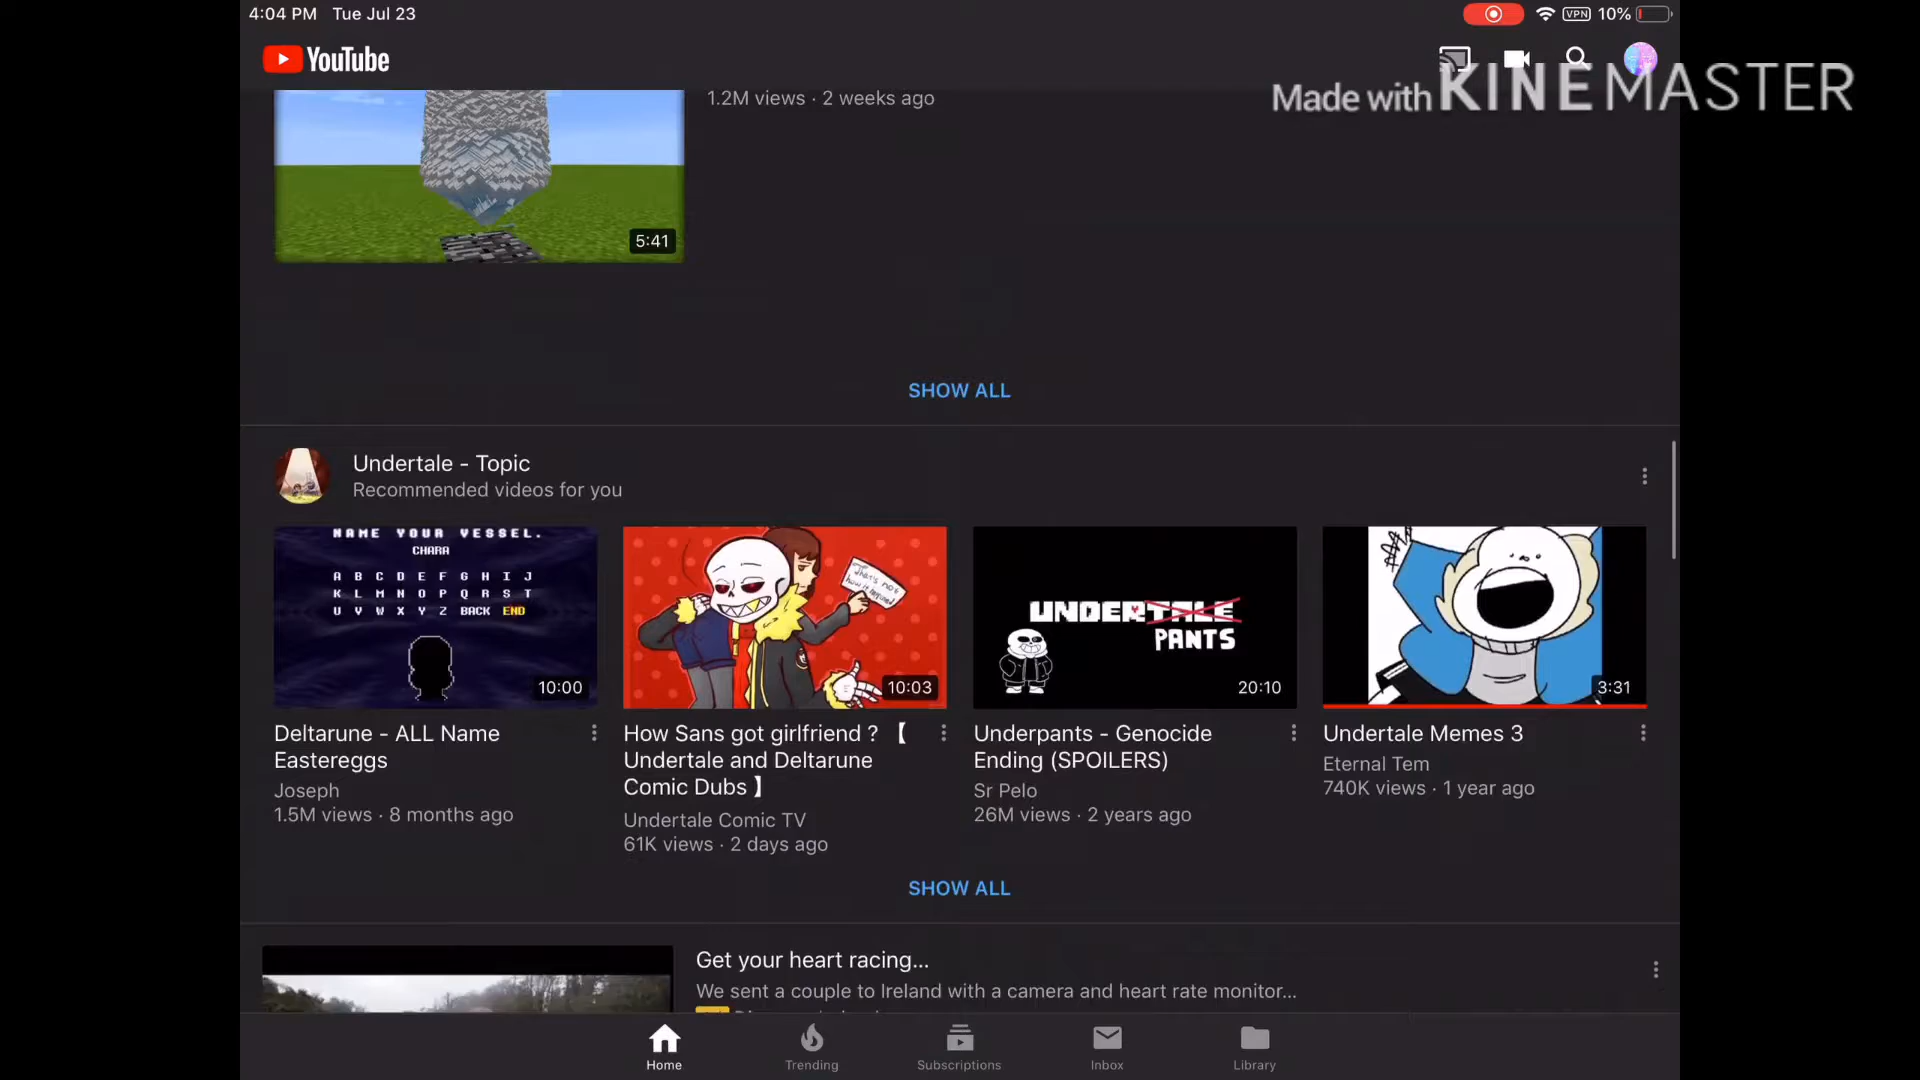 4:04 PM Tue Jul 23
VPN 10%
YouTube
Made with KINEMASTER
1.2M views · 2 weeks ago
5:41
SHOW ALL
Undertale - Topic
Recommended videos for you
NAME YOUR VESSEL.
CHARA
A B C D E F G H I J
K L M N O P Q R S T
U V W X Y Z BACK END
10:00
That's not
how it happened
10:03
UNDERTALE
PANTS
20:10
3:31
Deltarune - ALL Name
Eastereggs
Joseph
1.5M views · 8 months ago
How Sans got girlfriend ? 【
Undertale and Deltarune
Comic Dubs 】
Undertale Comic TV
61K views · 2 days ago
Underpants - Genocide
Ending (SPOILERS)
Sr Pelo
26M views · 2 years ago
Undertale Memes 3
Eternal Tem
740K views · 1 year ago
SHOW ALL
Get your heart racing...
We sent a couple to Ireland with a camera and heart rate monitor...
Home
Trending
Subscriptions
Inbox
Library